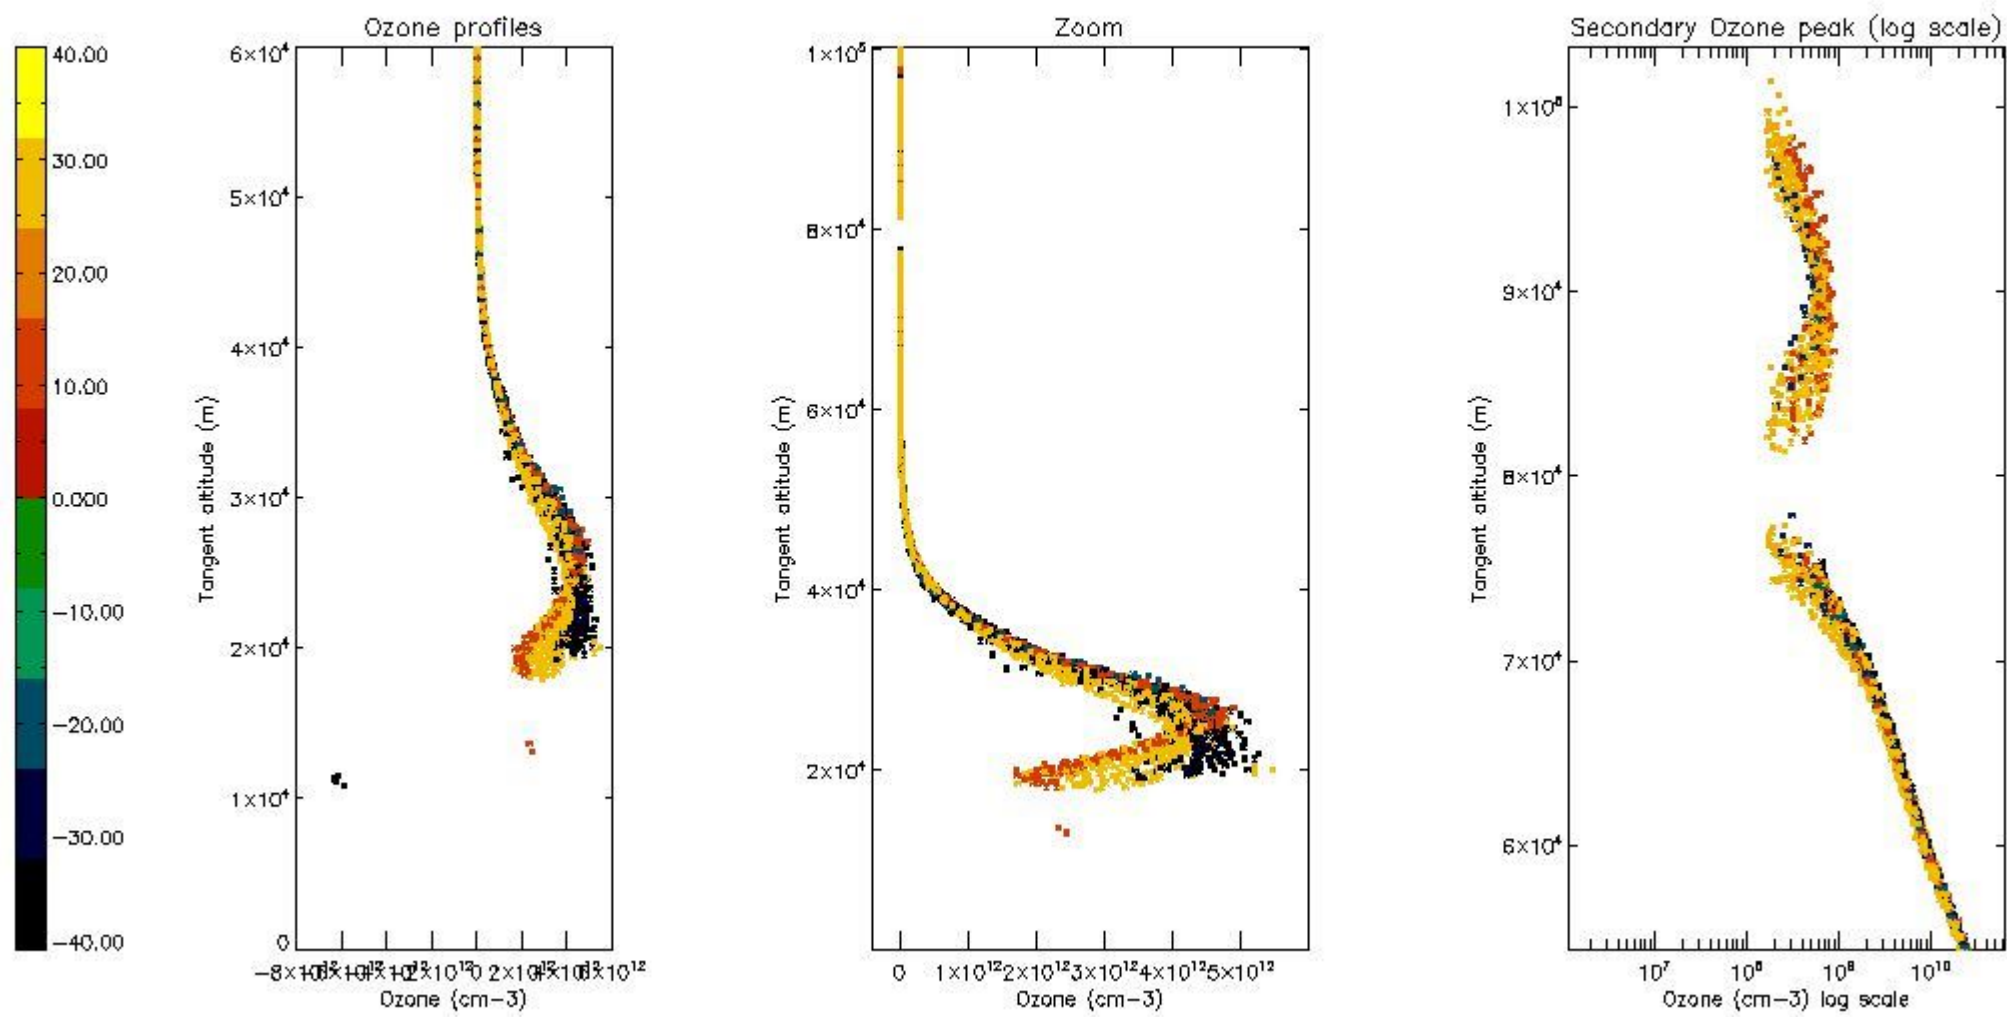 Ozone profiles
Zoom
Secondary Ozone peak (log scale)
40.00
30.00
20.00
10.00
0.000
−10.00
−20.00
−30.00
−40.00
6×10⁴
5×10⁴
4×10⁴
3×10⁴
2×10⁴
1×10⁴
0
Tangent altitude (m)
0
Ozone (cm−3)
1×10⁵
8×10⁴
6×10⁴
4×10⁴
2×10⁴
Tangent altitude (m)
0 1×10¹² 2×10¹² 3×10¹² 4×10¹² 5×10¹²
Ozone (cm−3)
9×10⁴
8×10⁴
7×10⁴
6×10⁴
Tangent altitude (m)
10⁷ 10⁸ 10⁹ 10¹⁰
Ozone (cm−3) log scale